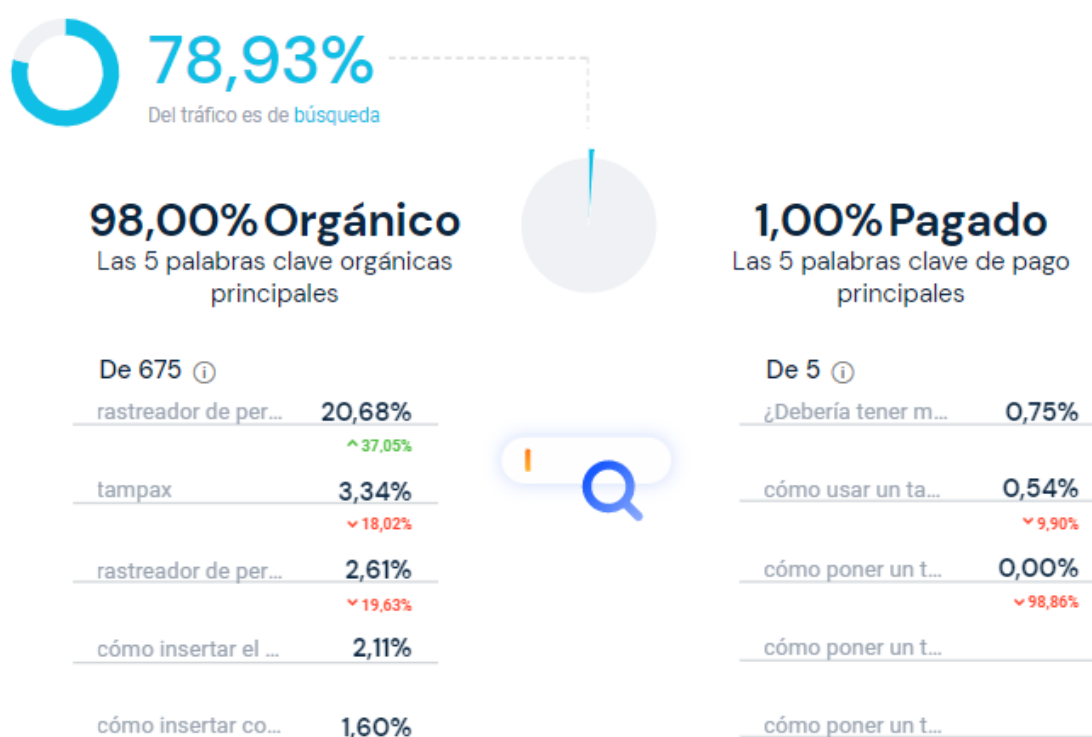 78,93%
Del tráfico es de búsqueda
98,00% Orgánico
Las 5 palabras clave orgánicas
principales
De 675
rastreador de per... 20,68%
37,05%
tampax 3,34%
18,02%
rastreador de per... 2,61%
19,63%
cómo insertar el ... 2,11%
cómo insertar co... 1,60%
1,00% Pagado
Las 5 palabras clave de pago
principales
De 5
¿Debería tener m... 0,75%
cómo usar un ta... 0,54%
9,90%
cómo poner un t... 0,00%
98,86%
cómo poner un t...
cómo poner un t...